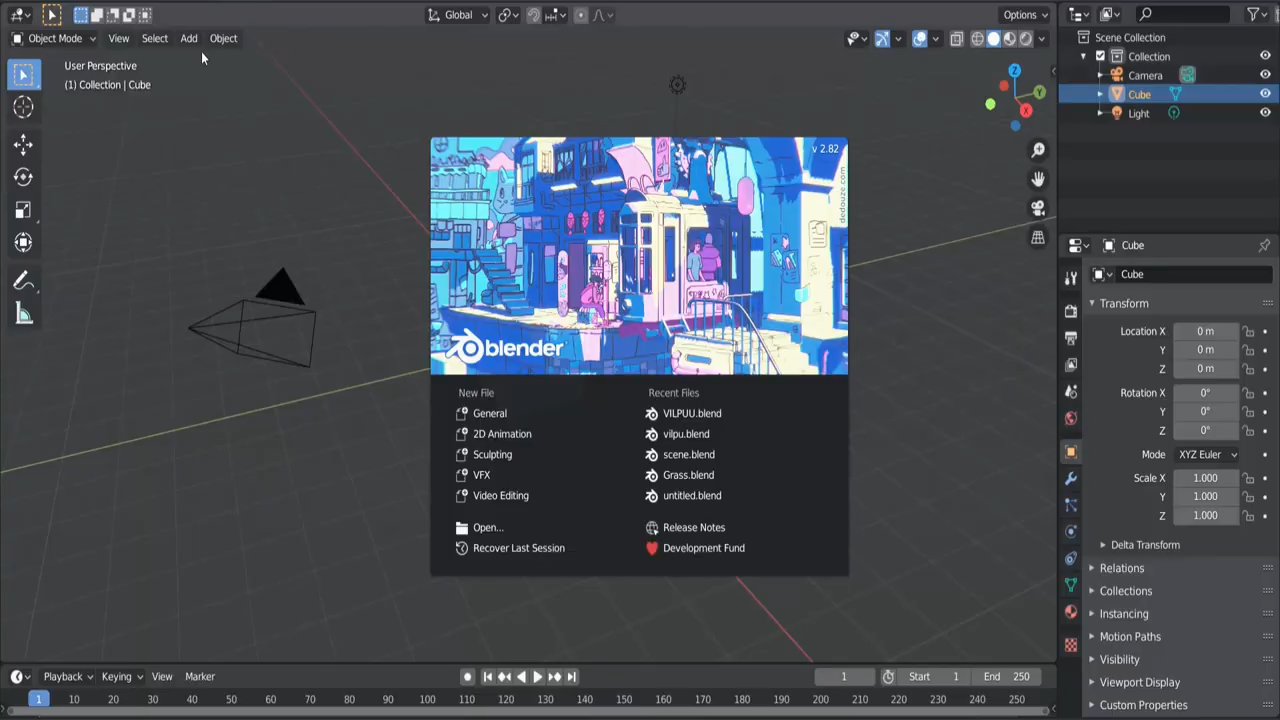 Global
Options
Object Mode
View
Select
Add
Object
User Perspective
(1) Collection | Cube
Z
Y
X
v 2.82
dedouze.com
blender
New File
General
2D Animation
Sculpting
VFX
Video Editing
Open...
Recover Last Session
Recent Files
VILPUU.blend
vilpu.blend
scene.blend
Grass.blend
untitled.blend
Release Notes
Development Fund
Scene Collection
Collection
Camera
Cube
Light
Cube
Cube
Transform
Location X 0 m
Y 0 m
Z 0 m
Rotation X 0°
Y 0°
Z 0°
Mode XYZ Euler
Scale X 1.000
Y 1.000
Z 1.000
Delta Transform
Relations
Collections
Instancing
Motion Paths
Visibility
Viewport Display
Custom Properties
Playback Keying View Marker
1 Start 1 End 250
1 10 20 30 40 50 60 70 80 90 100 110 120 130 140 150 160 170 180 190 200 210 220 230 240 250